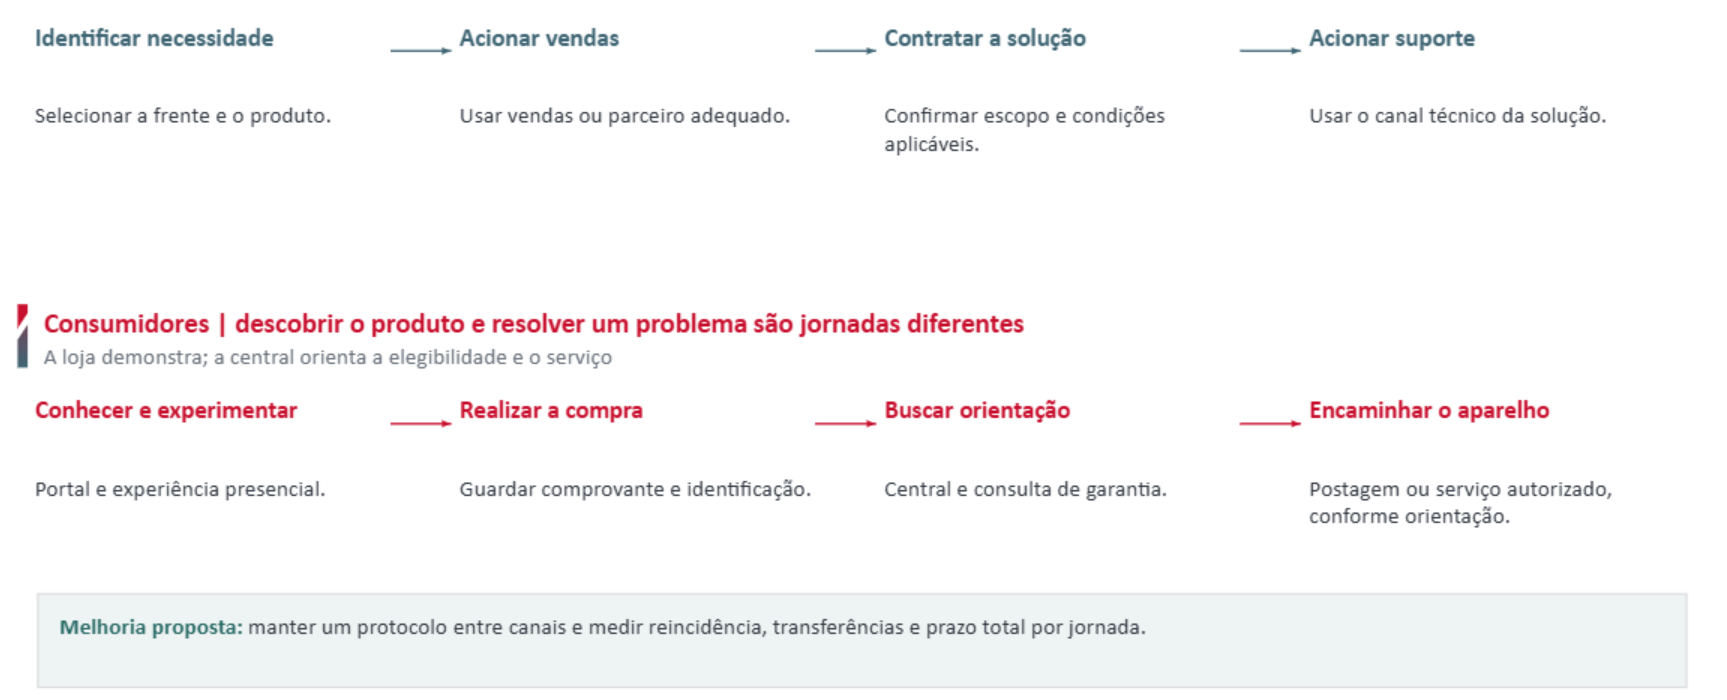 Identificar necessidade
Acionar vendas
Contratar a solução
Acionar suporte
Selecionar a frente e o produto.
Usar vendas ou parceiro adequado.
Confirmar escopo e condições
aplicáveis.
Usar o canal técnico da solução.
Consumidores | descobrir o produto e resolver um problema são jornadas diferentes
A loja demonstra; a central orienta a elegibilidade e o serviço
Conhecer e experimentar
Realizar a compra
Buscar orientação
Encaminhar o aparelho
Portal e experiência presencial.
Guardar comprovante e identificação.
Central e consulta de garantia.
Postagem ou serviço autorizado,
conforme orientação.
Melhoria proposta: manter um protocolo entre canais e medir reincidência, transferências e prazo total por jornada.